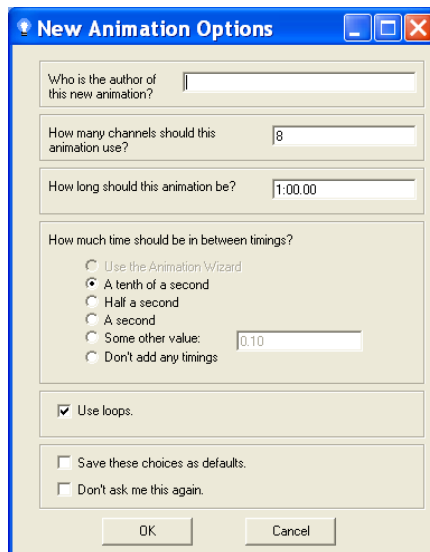 New Animation Options
Who is the author of
this new animation?
How many channels should this
animation use?
8
How long should this animation be?
1:00.00
How much time should be in between timings?
Use the Animation Wizard
A tenth of a second
Half a second
A second
Some other value:
0.10
Don't add any timings
Use loops.
Save these choices as defaults.
Don't ask me this again.
OK
Cancel